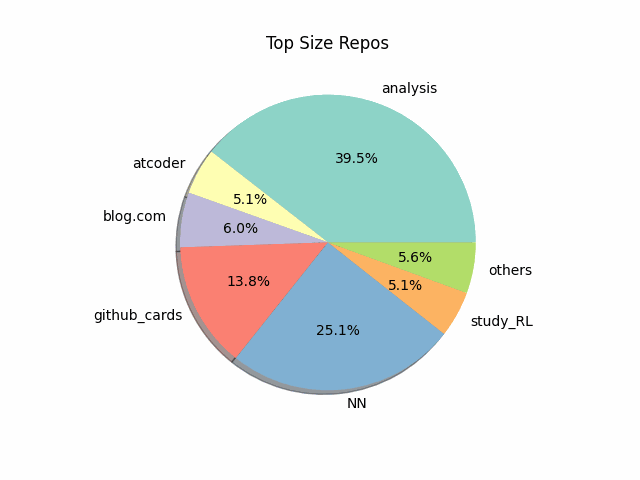 Top Size Repos
analysis
39.5%
atcoder
5.1%
blog.com
6.0%
github_cards
13.8%
NN
25.1%
study_RL
5.1%
others
5.6%